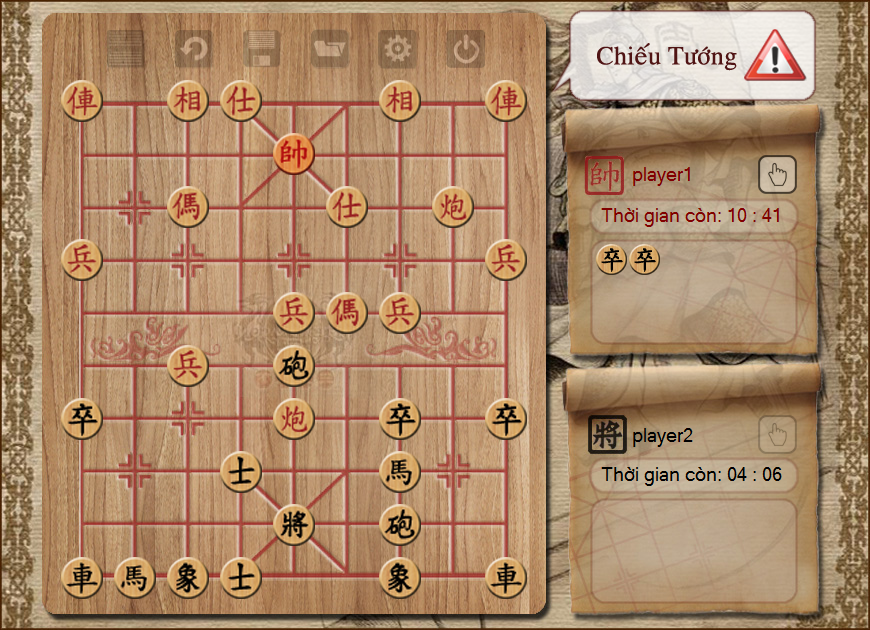 Chiếu Tướng
俥 相 仕 相 俥
帥
傌 仕 炮
兵 兵
兵 傌 兵
兵 砲
卒 炮 卒 卒
士 馬
將 砲
車 馬 象 士 象 車
帥 player1
Thời gian còn: 10 : 41
卒 卒
將 player2
Thời gian còn: 04 : 06